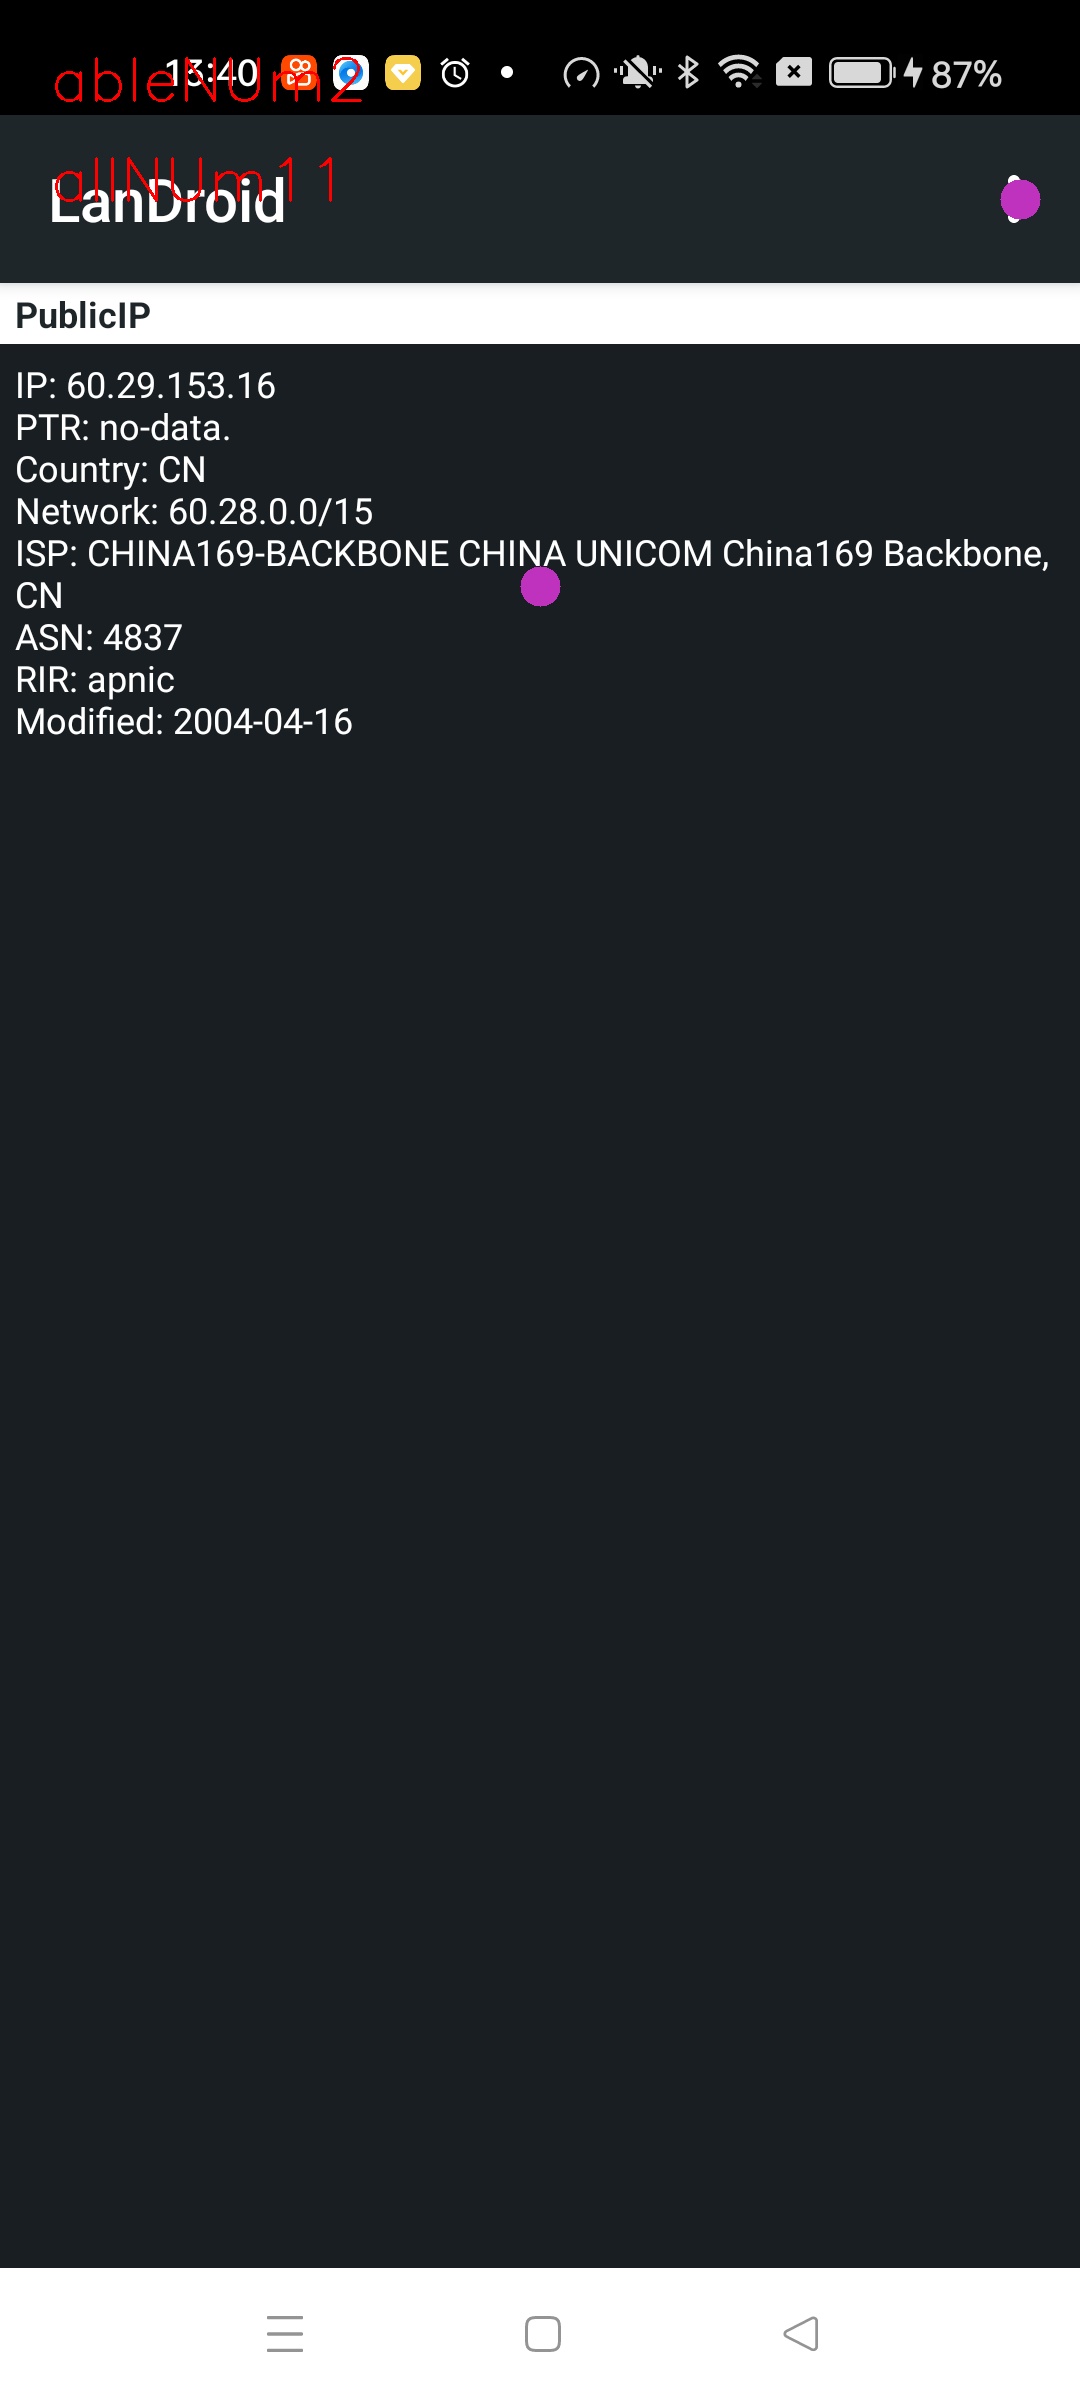 13:40
87%
ableNUm2
allNUm11
LanDroid
PublicIP
IP: 60.29.153.16
PTR: no-data.
Country: CN
Network: 60.28.0.0/15
ISP: CHINA169-BACKBONE CHINA UNICOM China169 Backbone,
CN
ASN: 4837
RIR: apnic
Modified: 2004-04-16